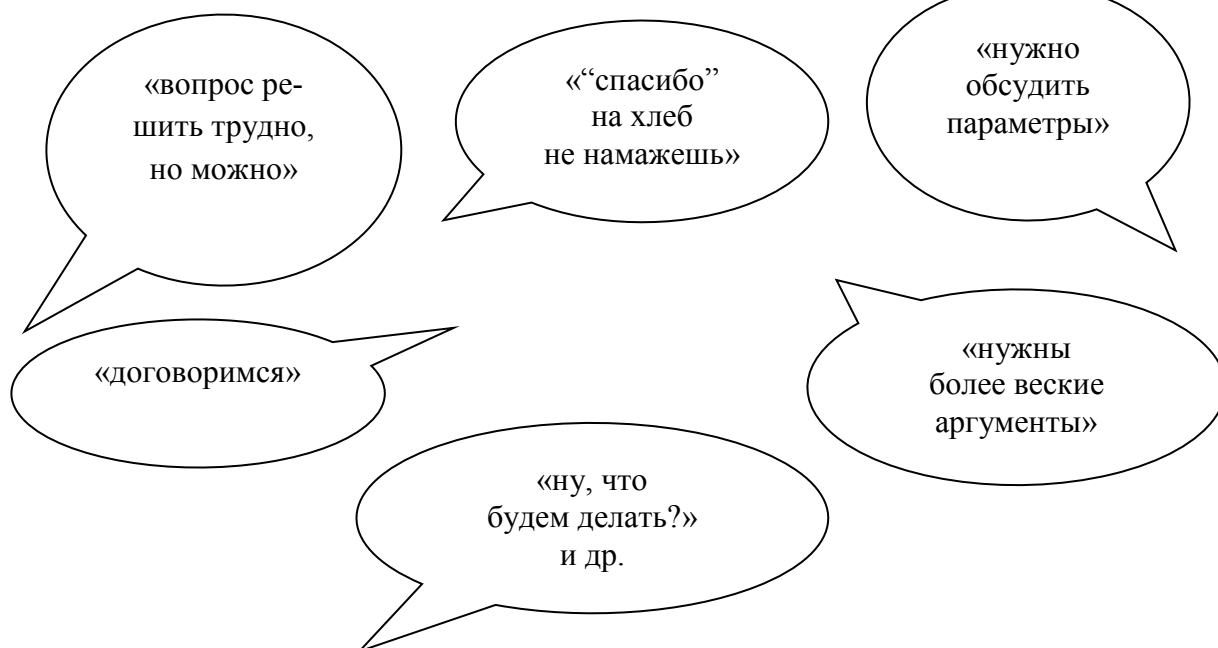 «вопрос ре-
шить трудно,
но можно»
«“спасибо”
на хлеб
не намажешь»
«нужно
обсудить
параметры»
«договоримся»
«нужны
более веские
аргументы»
«ну, что
будем делать?»
и др.